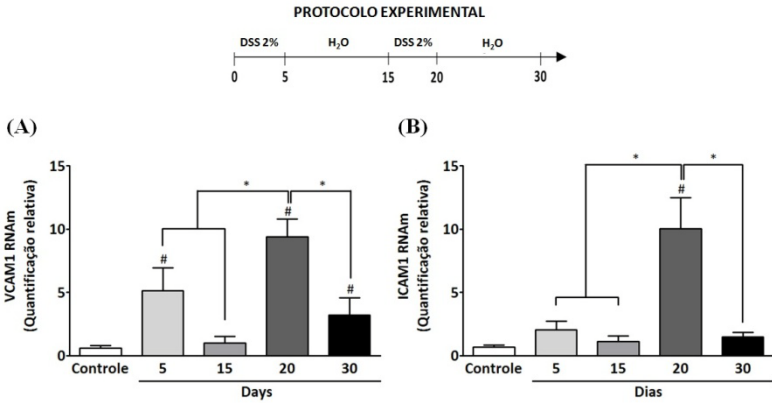 PROTOCOLO EXPERIMENTAL
DSS 2% H₂O DSS 2% H₂O
0 5 15 20 30
(A)
VCAM1 RNAm
(Quantificação relativa)
15
10
5
0
# # #
* *
Controle 5 15 20 30
Days
(B)
ICAM1 RNAm
(Quantificação relativa)
15
10
5
0
* *
#
Controle 5 15 20 30
Dias